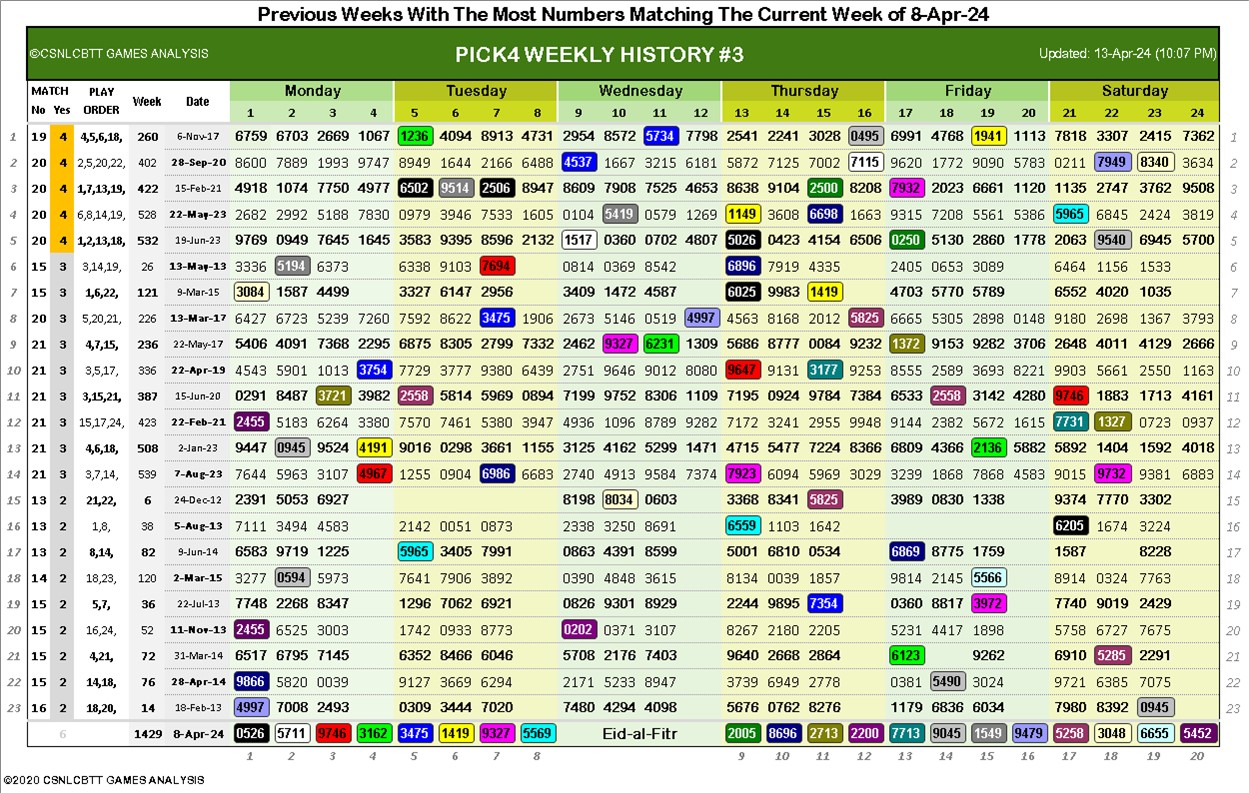 Previous Weeks With The Most Numbers Matching The Current Week of 8-Apr-24
©CSNLCBTT GAMES ANALYSIS PICK4 WEEKLY HISTORY #3 Updated: 13-Apr-24 (10:07 PM)
MATCH PLAY Week Date Monday Tuesday Wednesday Thursday Friday Saturday
No Yes ORDER 1 2 3 4 5 6 7 8 9 10 11 12 13 14 15 16 17 18 19 20 21 22 23 24
1 19 4 4,5,6,18, 260 6-Nov-17 6759 6703 2669 1067 1236 4094 8913 4731 2954 8572 5734 7798 2541 2241 3028 0495 6991 4768 1941 1113 7818 3307 2415 7362 1
2 20 4 2,5,20,22, 402 28-Sep-20 8600 7889 1993 9747 8949 1644 2166 6488 4537 1667 3215 6181 5872 7125 7002 7115 9620 1772 9090 5783 0211 7949 8340 3634 2
3 20 4 1,7,13,19, 422 15-Feb-21 4918 1074 7750 4977 6502 9514 2506 8947 8609 7908 7525 4653 8638 9104 2500 8208 7932 2023 6661 1120 1135 2747 3762 9508 3
4 20 4 6,8,14,19, 528 22-May-23 2682 2992 5188 7830 0979 3946 7533 1605 0104 5419 0579 1269 1149 3608 6698 1663 9315 7208 5561 5386 5965 6845 2424 3819 4
5 20 4 1,2,13,18, 532 19-Jun-23 9769 0949 7645 1645 3583 9395 8596 2132 1517 0360 0702 4807 5026 0423 4154 6506 0250 5130 2860 1778 2063 9540 6945 5700 5
6 15 3 3,14,19, 26 13-May-13 3336 5194 6373 6338 9103 7694 0814 0369 8542 6896 7919 4335 2405 0653 3089 6464 1156 1533 6
7 15 3 1,6,22, 121 9-Mar-15 3084 1587 4499 3327 6147 2956 3409 1472 4587 6025 9983 1419 4703 5770 5789 6552 4020 1035 7
8 20 3 5,20,21, 226 13-Mar-17 6427 6723 5239 7260 7592 8622 3475 1906 2673 5146 0519 4997 4563 8168 2012 5825 6665 5305 2898 0148 9180 2698 1367 3793 8
9 21 3 4,7,15, 236 22-May-17 5406 4091 7368 2295 6875 8305 2799 7332 2462 9327 6231 1309 5686 8777 0084 9232 1372 9153 9282 3706 2648 4011 4129 2666 9
10 21 3 3,5,17, 336 22-Apr-19 4543 5901 1013 3754 7729 3777 9380 6439 2751 9646 9012 8080 9647 9131 3177 9253 8555 2589 3693 8221 9903 5661 2550 1163 10
11 21 3 3,15,21, 387 15-Jun-20 0291 8487 3721 3982 2558 5814 5969 0894 7199 9752 8306 1109 7195 0924 9784 7384 6533 2558 3142 4280 9746 1883 1713 4161 11
12 21 3 15,17,24, 423 22-Feb-21 2455 5183 6264 3380 7577 7461 5380 3947 4936 1096 8789 9282 7172 3241 2955 9948 9144 2382 5672 1615 7731 1327 0723 0937 12
13 21 3 4,6,18, 508 2-Jan-23 9447 0945 9524 4191 9016 0298 3661 1155 3125 4162 5299 1471 4715 5477 7224 8366 6809 4366 2136 5882 5892 1404 1592 4018 13
14 21 3 3,7,14, 539 7-Aug-23 7644 5963 3107 4967 1255 0904 6986 6683 2740 4913 9584 7374 7923 6094 5969 3029 3239 1868 7868 4583 9015 9732 9381 6883 14
15 13 2 21,22, 6 24-Dec-12 2391 5053 6927 8198 8034 0603 3368 8341 5825 3989 0830 1338 9374 7770 3302 15
16 13 2 1,8, 38 5-Aug-13 7111 3494 4583 2142 0051 0873 2338 3250 8691 6559 1103 1642 6205 1674 3224 16
17 13 2 8,14, 82 9-Jun-14 6583 9719 1225 5965 3405 7991 0863 4391 8599 5001 6810 0534 6869 8775 1759 1587 8228 17
18 14 2 18,23, 120 2-Mar-15 3277 0594 5973 7641 7906 3892 0390 4848 3615 8134 0039 1857 9814 2145 5566 8914 0324 7763 18
19 15 2 5,7, 36 22-Jul-13 7748 2268 8347 1296 7062 6921 0826 9301 8929 2244 9895 7354 0360 8817 3972 7740 9019 2429 19
20 15 2 16,24, 52 11-Nov-13 2455 6525 3003 1742 0933 8773 0202 0371 3107 8267 2180 2205 5231 4417 1898 5758 6727 7675 20
21 15 2 4,21, 72 31-Mar-14 6517 6795 7145 6352 8466 6046 5708 2176 7403 9640 2668 2864 6123 9262 6910 5285 2291 21
22 15 2 14,18, 76 28-Apr-14 9866 5820 0039 9127 3669 6294 2171 5233 8947 3739 6949 2778 0381 5490 3024 9721 6385 7075 22
23 16 2 18,20, 14 18-Feb-13 4997 7008 2493 0309 3444 7020 7480 4294 4098 5676 0762 8276 1179 6836 6034 7980 8392 0945 23
6 1429 8-Apr-24 0526 5711 9746 3162 3475 1419 9327 5569 Eid-al-Fitr 2005 8696 2713 2200 7713 9045 1549 9479 5258 3048 6655 5452
1 2 3 4 5 6 7 8 9 10 11 12 13 14 15 16 17 18 19 20
©2020 CSNLCBTT GAMES ANALYSIS